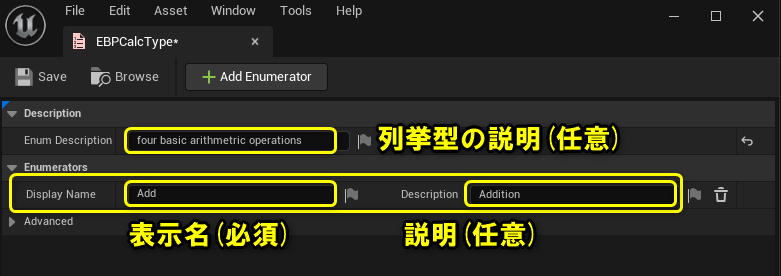 File Edit Asset Window Tools Help
EBPCalcType*
Save Browse Add Enumerator
Description
Enum Description four basic arithmetric operations 列挙型の説明(任意)
Enumerators
Display Name Add Description Addition
Advanced
表示名(必須) 説明(任意)